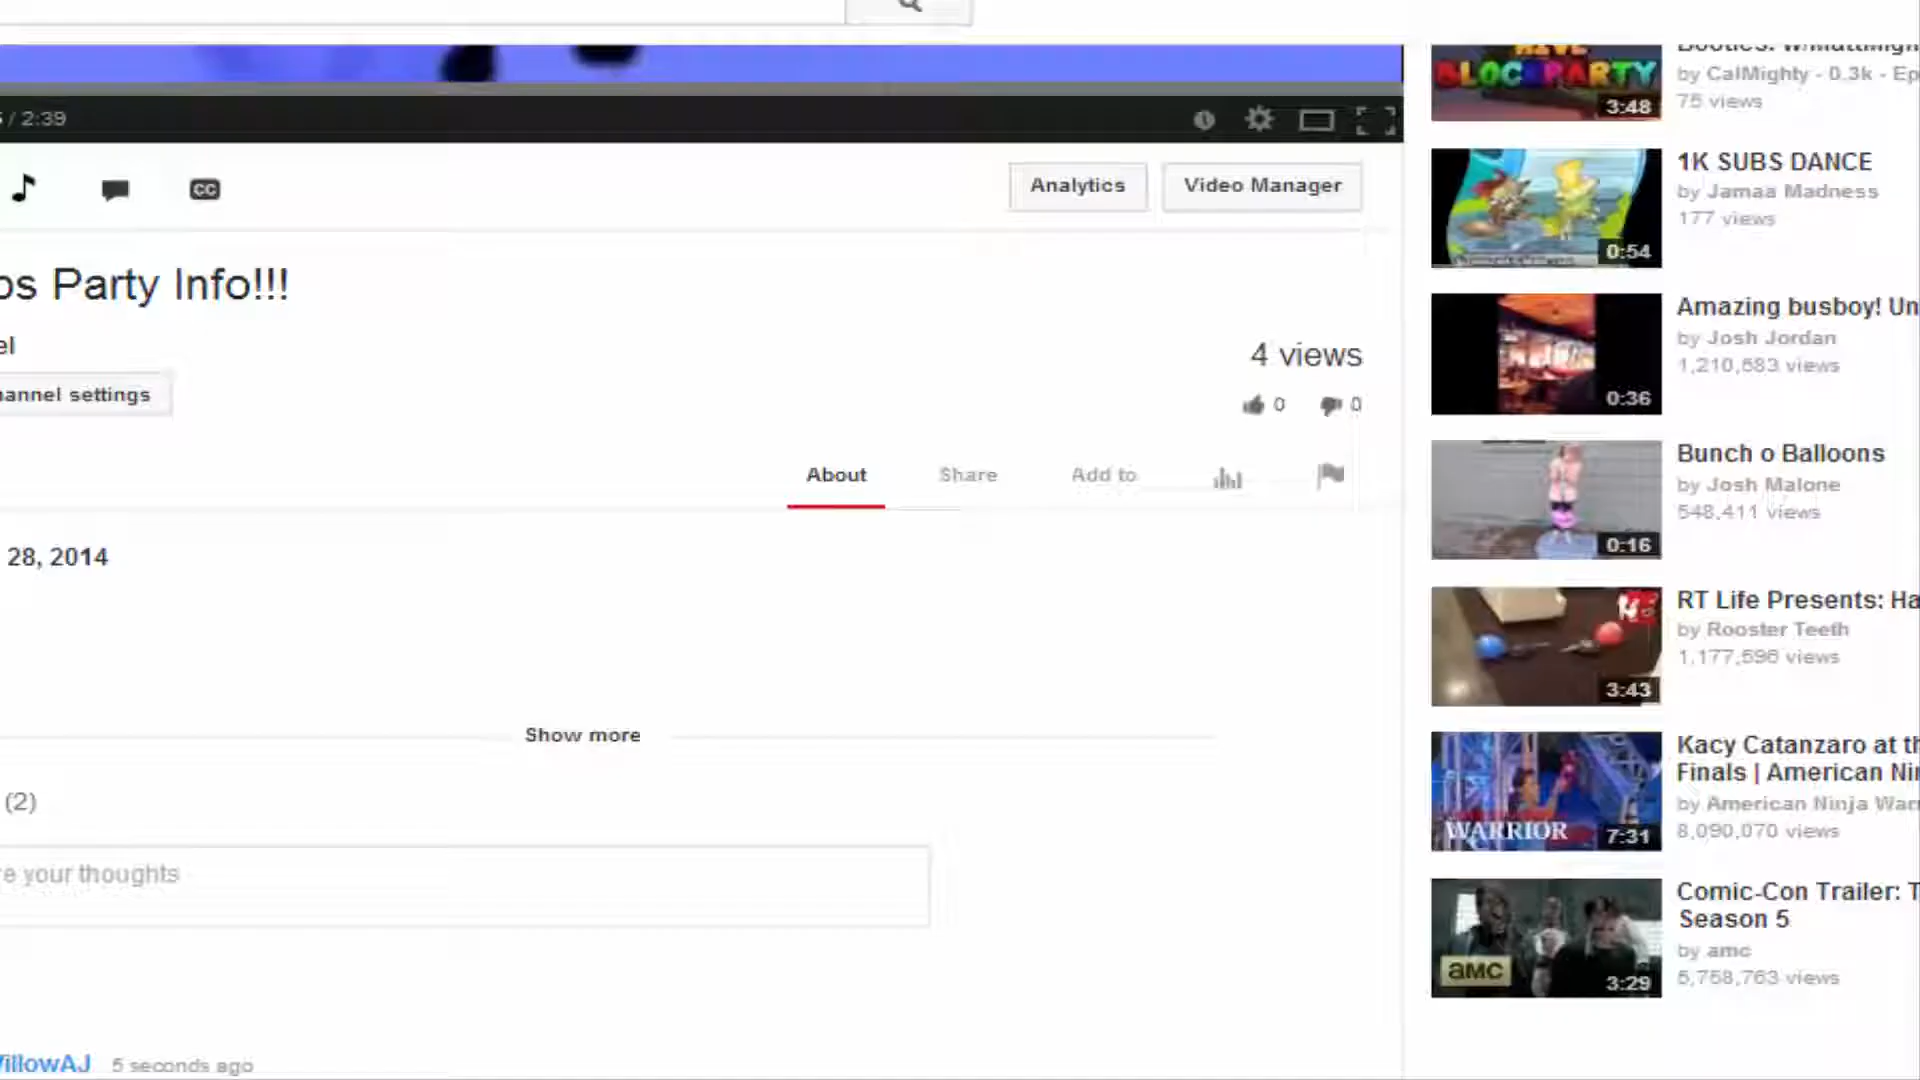 / 2:39
CC
Analytics
Video Manager
os Party Info!!!
el
4 views
hannel settings
0
0
About
Share
Add to
28, 2014
Show more
(2)
re your thoughts
illowAJ 5 seconds ago
BLOCKPARTY
3:48
by CalMighty - 0.3k - Ep
75 views
0:54
1K SUBS DANCE
by Jamaa Madness
177 views
0:36
Amazing busboy! Un
by Josh Jordan
1,210,583 views
0:16
Bunch o Balloons
by Josh Malone
548,411 views
3:43
RT Life Presents: Ha
by Rooster Teeth
1,177,596 views
WARRIOR
7:31
Kacy Catanzaro at th
Finals | American Nin
by American Ninja Warr
8,090,070 views
amc
3:29
Comic-Con Trailer: T
Season 5
by amc
5,758,763 views